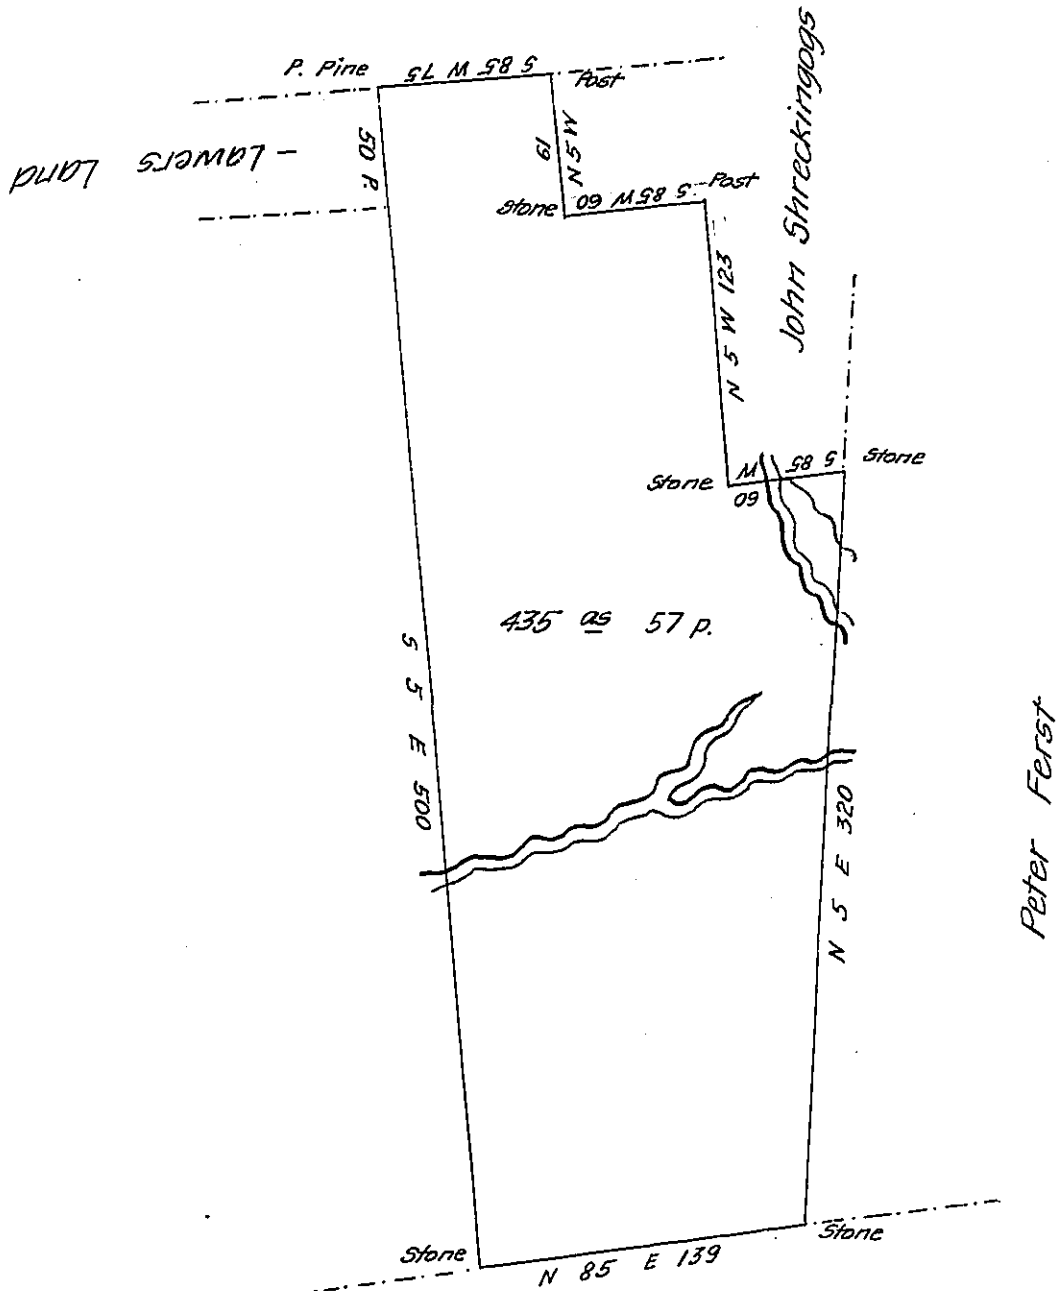 P. Pine
S 85 W 75
Post
John Shreckingogs
- Lawers Land
50 P.
19
N 5 W
Stone
S 85 W 60
Post
N 5 W 123
Stone
S 85 W
60
Stone
435 as 57 p.
S 5 E 500
N 5 E 320
Peter Ferst
Stone
N 85 E 139
Stone